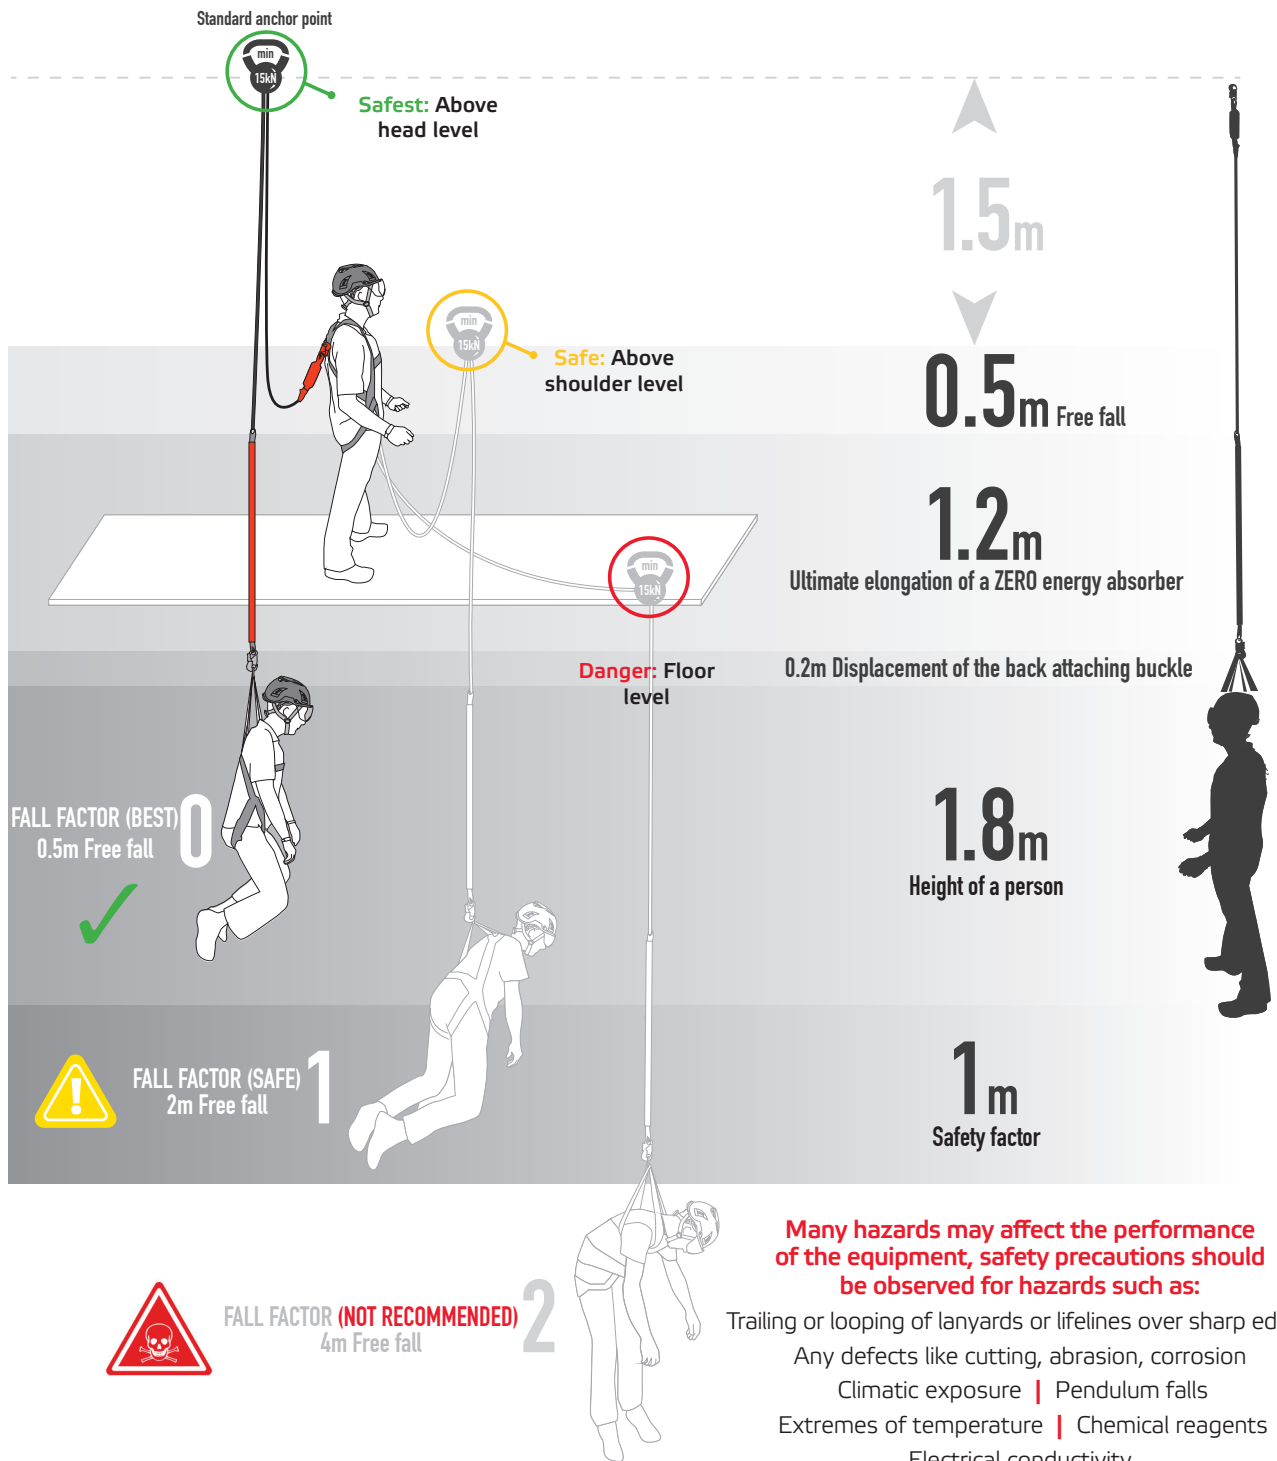 Standard anchor point
min
15kN
Safest: Above
head level
1.5m
min
15kN
Safe: Above
shoulder level
0.5m Free fall
1.2m
Ultimate elongation of a ZERO energy absorber
min
15kN
Danger: Floor
level
0.2m Displacement of the back attaching buckle
FALL FACTOR (BEST) 0
0.5m Free fall
1.8m
Height of a person
FALL FACTOR (SAFE) 1
2m Free fall
1m
Safety factor
FALL FACTOR (NOT RECOMMENDED) 2
4m Free fall
Many hazards may affect the performance
of the equipment, safety precautions should
be observed for hazards such as:
Trailing or looping of lanyards or lifelines over sharp ed
Any defects like cutting, abrasion, corrosion
Climatic exposure | Pendulum falls
Extremes of temperature | Chemical reagents
Electrical conductivity